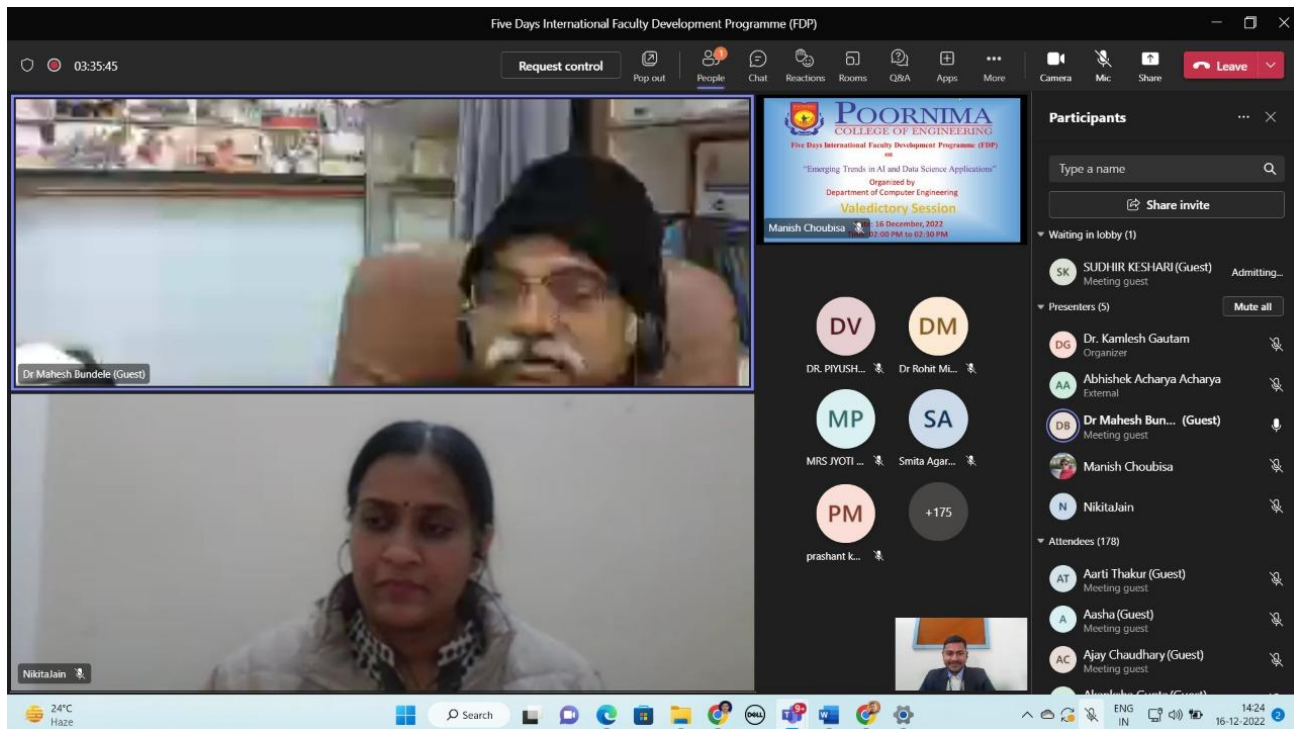 Five Days International Faculty Development Programme (FDP)
03:35:45
Request control
Pop out
People
1
Chat
Reactions
Rooms
Q&A
Apps
More
Camera
Mic
Share
Leave
Dr Mahesh Bundele (Guest)
NikitaJain
POORNIMA
COLLEGE OF ENGINEERING
Five Days International Faculty Development Programme (FDP)
on
"Emerging Trends in AI and Data Science Applications"
Organized by
Department of Computer Engineering
Valedictory Session
: 16 December, 2022
02:00 PM to 02:30 PM
Manish Choubisa
DV
DR. PIYUSH...
DM
Dr Rohit Mi...
MP
MRS JYOTI ...
SA
Smita Agar...
PM
prashant k...
+175
Participants
Type a name
Share invite
Waiting in lobby (1)
SK
SUDHIR KESHARI (Guest)
Meeting guest
Admitting...
Presenters (5)
Mute all
DG
Dr. Kamlesh Gautam
Organizer
AA
Abhishek Acharya Acharya
External
DB
Dr Mahesh Bun... (Guest)
Meeting guest
Manish Choubisa
N
NikitaJain
Attendees (178)
AT
Aarti Thakur (Guest)
Meeting guest
A
Aasha (Guest)
Meeting guest
AC
Ajay Chaudhary (Guest)
Meeting guest
24°C
Haze
Search
DELL
ENG
IN
14:24
16-12-2022
2